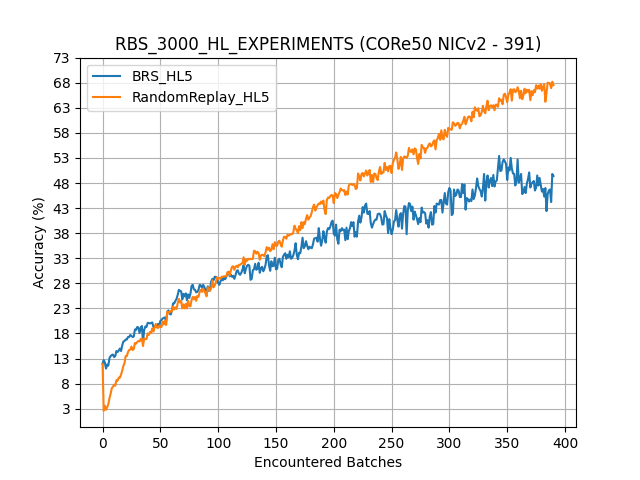 RBS_3000_HL_EXPERIMENTS (CORe50 NICv2 - 391)
BRS_HL5
RandomReplay_HL5
Accuracy (%)
73
68
63
58
53
48
43
38
33
28
23
18
13
8
3
0 50 100 150 200 250 300 350 400
Encountered Batches